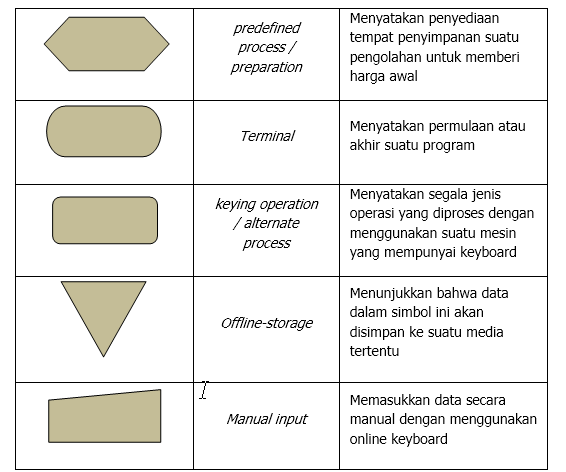 predefined
process /
preparation
Menyatakan penyediaan
tempat penyimpanan suatu
pengolahan untuk memberi
harga awal
Terminal
Menyatakan permulaan atau
akhir suatu program
keying operation
/ alternate
process
Menyatakan segala jenis
operasi yang diproses dengan
menggunakan suatu mesin
yang mempunyai keyboard
Offline-storage
Menunjukkan bahwa data
dalam simbol ini akan
disimpan ke suatu media
tertentu
Manual input
Memasukkan data secara
manual dengan menggunakan
online keyboard